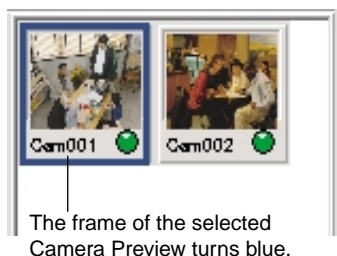 Cam001 Cam002
The frame of the selected
Camera Preview turns blue.